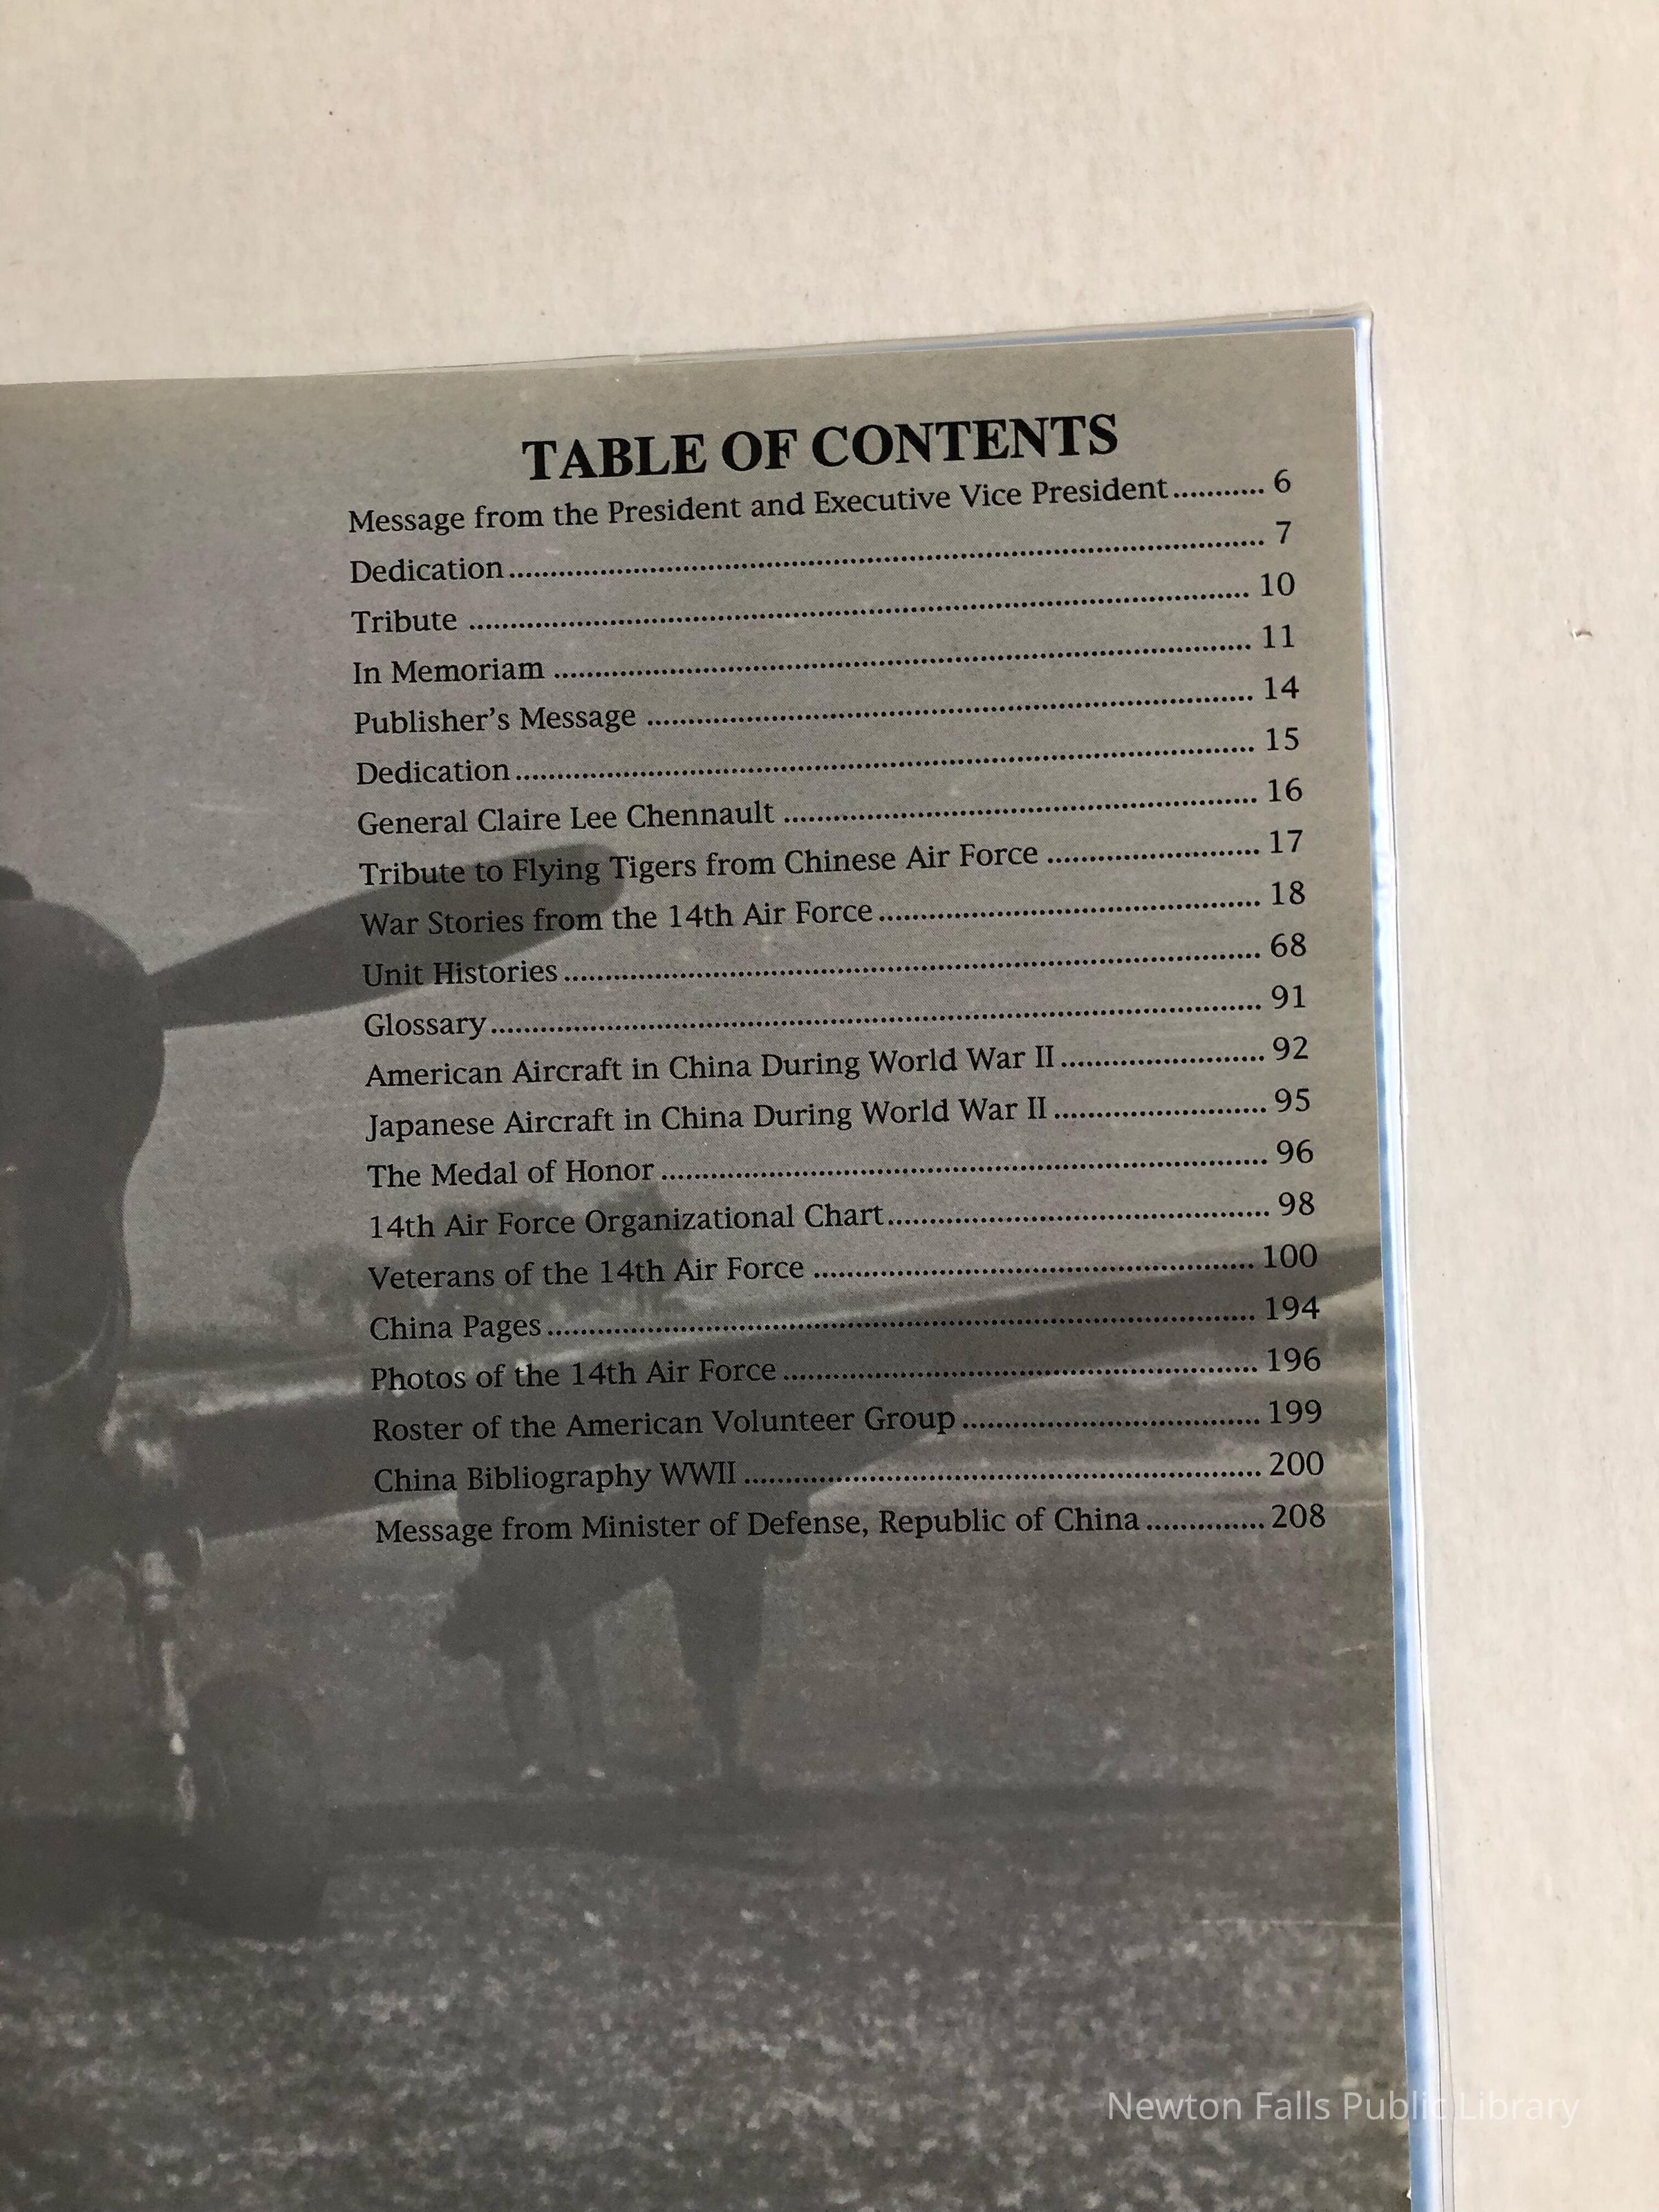 TABLE OF CONTENTS
Message from the President and Executive Vice President........... 6
Dedication.......................................................................................... 7
Tribute ............................................................................................ 10
In Memoriam .................................................................................. 11
Publisher's Message ....................................................................... 14
Dedication........................................................................................ 15
General Claire Lee Chennault ........................................................ 16
Tribute to Flying Tigers from Chinese Air Force ......................... 17
War Stories from the 14th Air Force.............................................. 18
Unit Histories................................................................................... 68
Glossary............................................................................................ 91
American Aircraft in China During World War II........................ 92
Japanese Aircraft in China During World War II......................... 95
The Medal of Honor......................................................................... 96
14th Air Force Organizational Chart.............................................. 98
Veterans of the 14th Air Force ..................................................... 100
China Pages.................................................................................... 194
Photos of the 14th Air Force......................................................... 196
Roster of the American Volunteer Group.................................... 199
China Bibliography WWII.............................................................. 200
Message from Minister of Defense, Republic of China.............. 208
Newton Falls Public Library